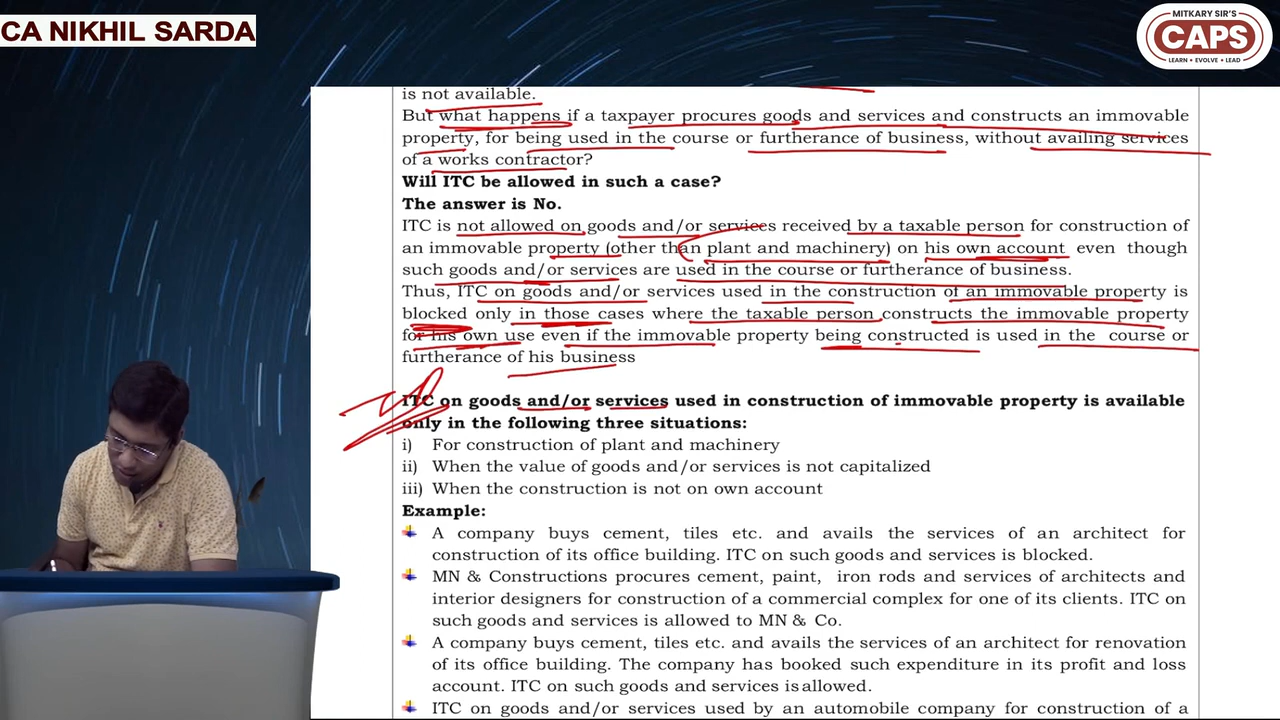 CA NIKHIL SARDA
MITKARY SIR'S
CAPS
LEARN • EVOLVE • LEAD
is not available.
But what happens if a taxpayer procures goods and services and constructs an immovable
property, for being used in the course or furtherance of business, without availing services
of a works contractor?
Will ITC be allowed in such a case?
The answer is No.
ITC is not allowed on goods and/or services received by a taxable person for construction of
an immovable property (other than plant and machinery) on his own account even though
such goods and/or services are used in the course or furtherance of business.
Thus, ITC on goods and/or services used in the construction of an immovable property is
blocked only in those cases where the taxable person constructs the immovable property
for his own use even if the immovable property being constructed is used in the course or
furtherance of his business
ITC on goods and/or services used in construction of immovable property is available
only in the following three situations:
i) For construction of plant and machinery
ii) When the value of goods and/or services is not capitalized
iii) When the construction is not on own account
Example:
A company buys cement, tiles etc. and avails the services of an architect for
construction of its office building. ITC on such goods and services is blocked.
MN & Constructions procures cement, paint, iron rods and services of architects and
interior designers for construction of a commercial complex for one of its clients. ITC on
such goods and services is allowed to MN & Co.
A company buys cement, tiles etc. and avails the services of an architect for renovation
of its office building. The company has booked such expenditure in its profit and loss
account. ITC on such goods and services is allowed.
ITC on goods and/or services used by an automobile company for construction of a